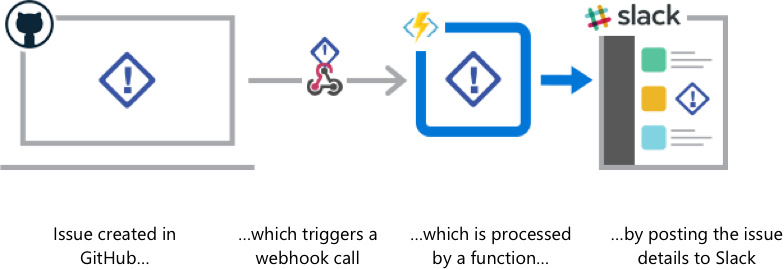 slack
Issue created in
GitHub...
...which triggers a
webhook call
...which is processed
by a function...
...by posting the issue
details to Slack